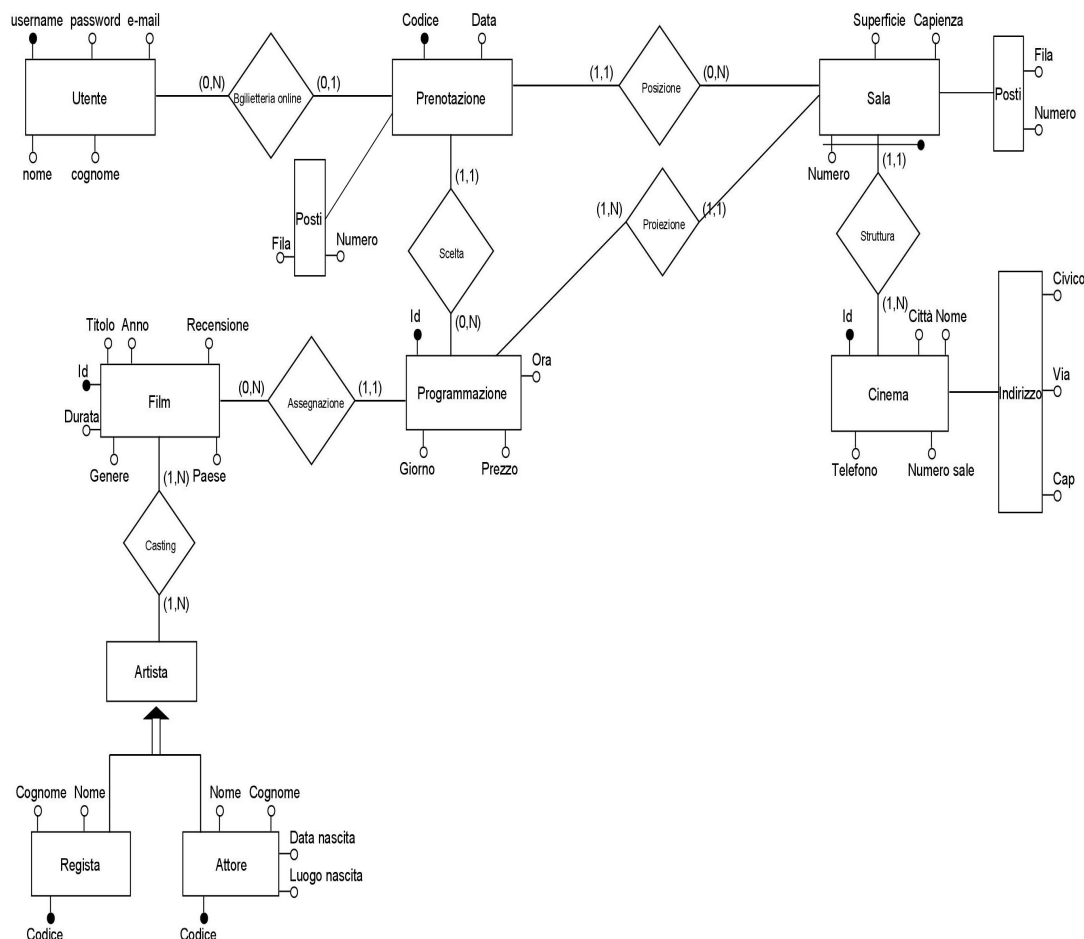 username password e-mail
Codice Data
Superficie Capienza
Fila
(0,N) (0,1)
(1,1) (0,N)
Utente
Bgilietteria online
Prenotazione
Posizione
Sala
Posti
Numero
nome cognome
(1,1)
Numero
(1,1)
Posti
Fila
Numero
Scelta
(1,N)
Proiezione
(1,1)
Struttura
(0,N)
(1,N)
Titolo Anno Recensione
Id
Id
Città Nome
Civico
Id
Film
(0,N)
Assegnazione
(1,1)
Programmazione
Ora
Cinema
Indirizzo
Via
Durata
Genere Paese
Giorno Prezzo
Telefono Numero sale
Cap
(1,N)
Casting
(1,N)
Artista
Cognome Nome
Nome Cognome
Regista
Attore
Data nascita
Luogo nascita
Codice
Codice